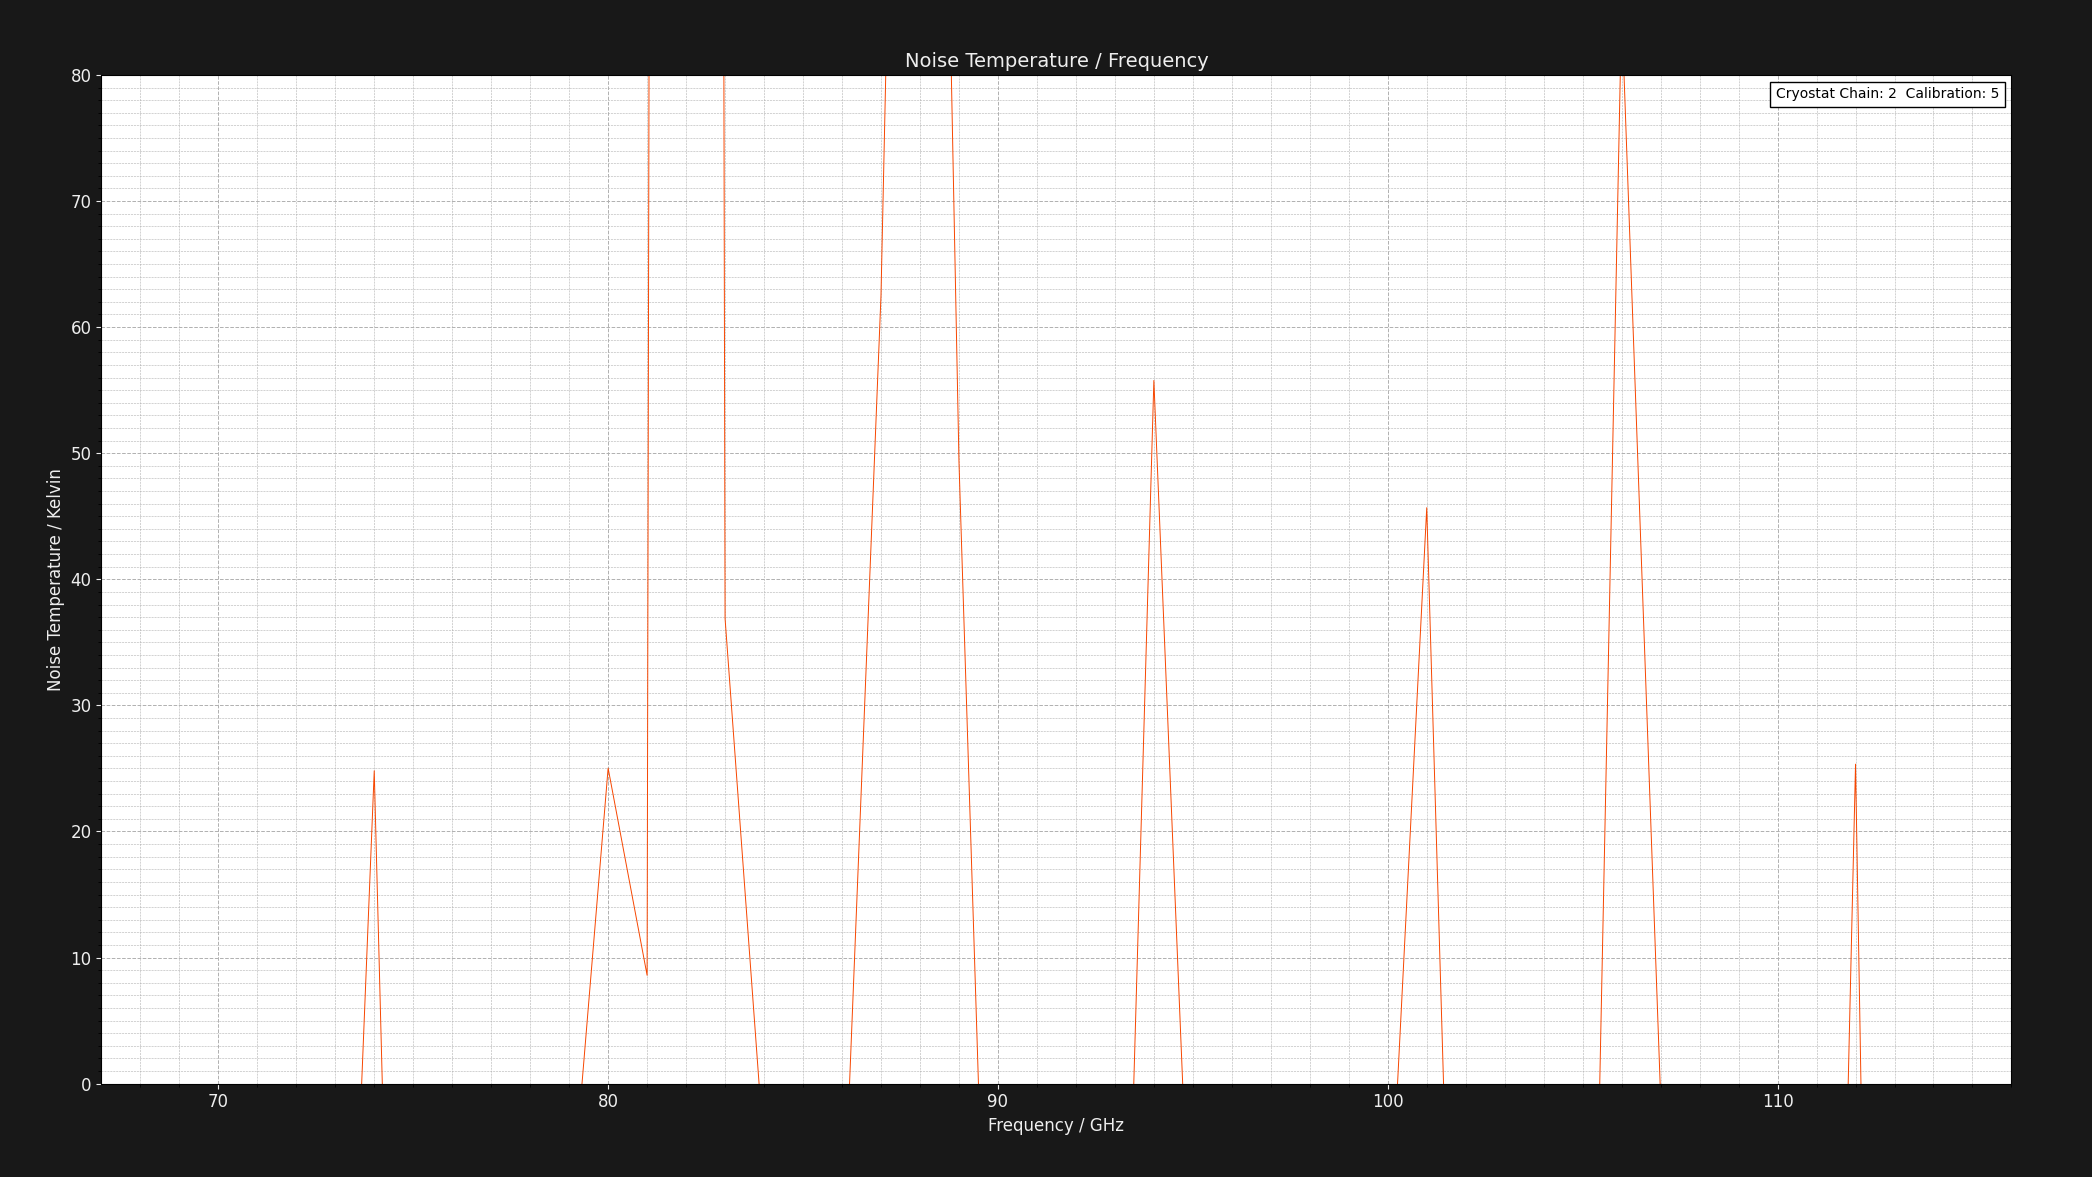 Noise Temperature / Frequency
Cryostat Chain: 2  Calibration: 5
Noise Temperature / Kelvin
80
70
60
50
40
30
20
10
0
70 80 90 100 110
Frequency / GHz